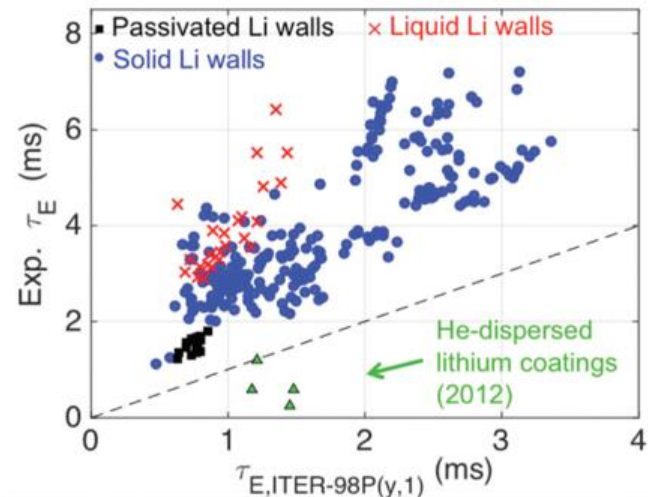 8
Passivated Li walls
Liquid Li walls
Solid Li walls
6
Exp. τE (ms)
4
2
He-dispersed
lithium coatings
(2012)
0
0 1 2 3 4
τE,ITER-98P(y,1) (ms)